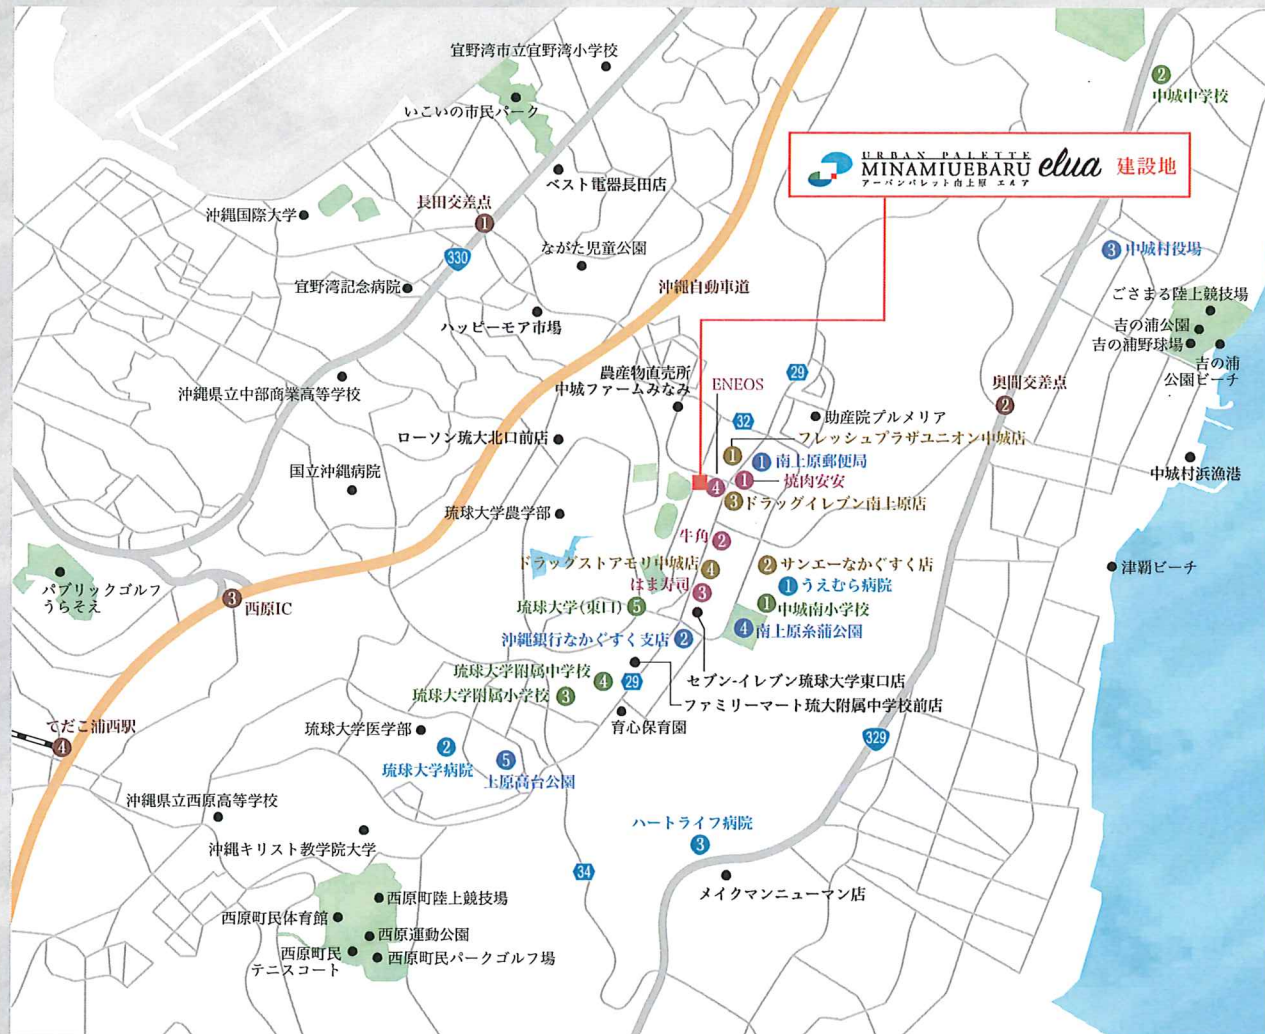 宜野湾市立宜野湾小学校
いこいの市民パーク
②
中城中学校
URBAN PALETTE
MINAMIUEBARU elua 建設地
アーバンパレット南上原 エルア
ベスト電器長田店
長田交差点
①
沖縄国際大学
330
ながた児童公園
③ 中城村役場
宜野湾記念病院
沖縄自動車道
ごさまる陸上競技場
吉の浦公園
吉の浦野球場
吉の浦
公園ビーチ
ハッピーモア市場
沖縄県立中部商業高等学校
農産物直売所
中城ファームみなみ
ENEOS
29
奥間交差点
②
32
助産院プルメリア
ローソン琉大北口前店
① フレッシュプラザユニオン中城店
① 南上原郵便局
国立沖縄病院
④ ① 焼肉安安
中城村浜漁港
③ ドラッグイレブン南上原店
琉球大学農学部
牛角 ②
ドラッグストアモリ中城店 ④
② サンエーなかぐすく店
津覇ビーチ
はま寿司 ③
① うえむら病院
パブリックゴルフ
うらそえ
③ 西原IC
琉球大学(東口) ⑤
① 中城南小学校
④ 南上原糸蒲公園
沖縄銀行なかぐすく支店 ②
琉球大学附属中学校 ④
29
セブン-イレブン琉球大学東口店
琉球大学附属小学校 ③
ファミリーマート琉大附属中学校前店
育心保育園
てだこ浦西駅
④
琉球大学医学部
②
琉球大学病院
⑤
上原高台公園
329
沖縄県立西原高等学校
沖縄キリスト教学院大学
ハートライフ病院
③
34
メイクマンニューマン店
西原町陸上競技場
西原町民体育館
西原運動公園
西原町民
テニスコート
西原町民パークゴルフ場